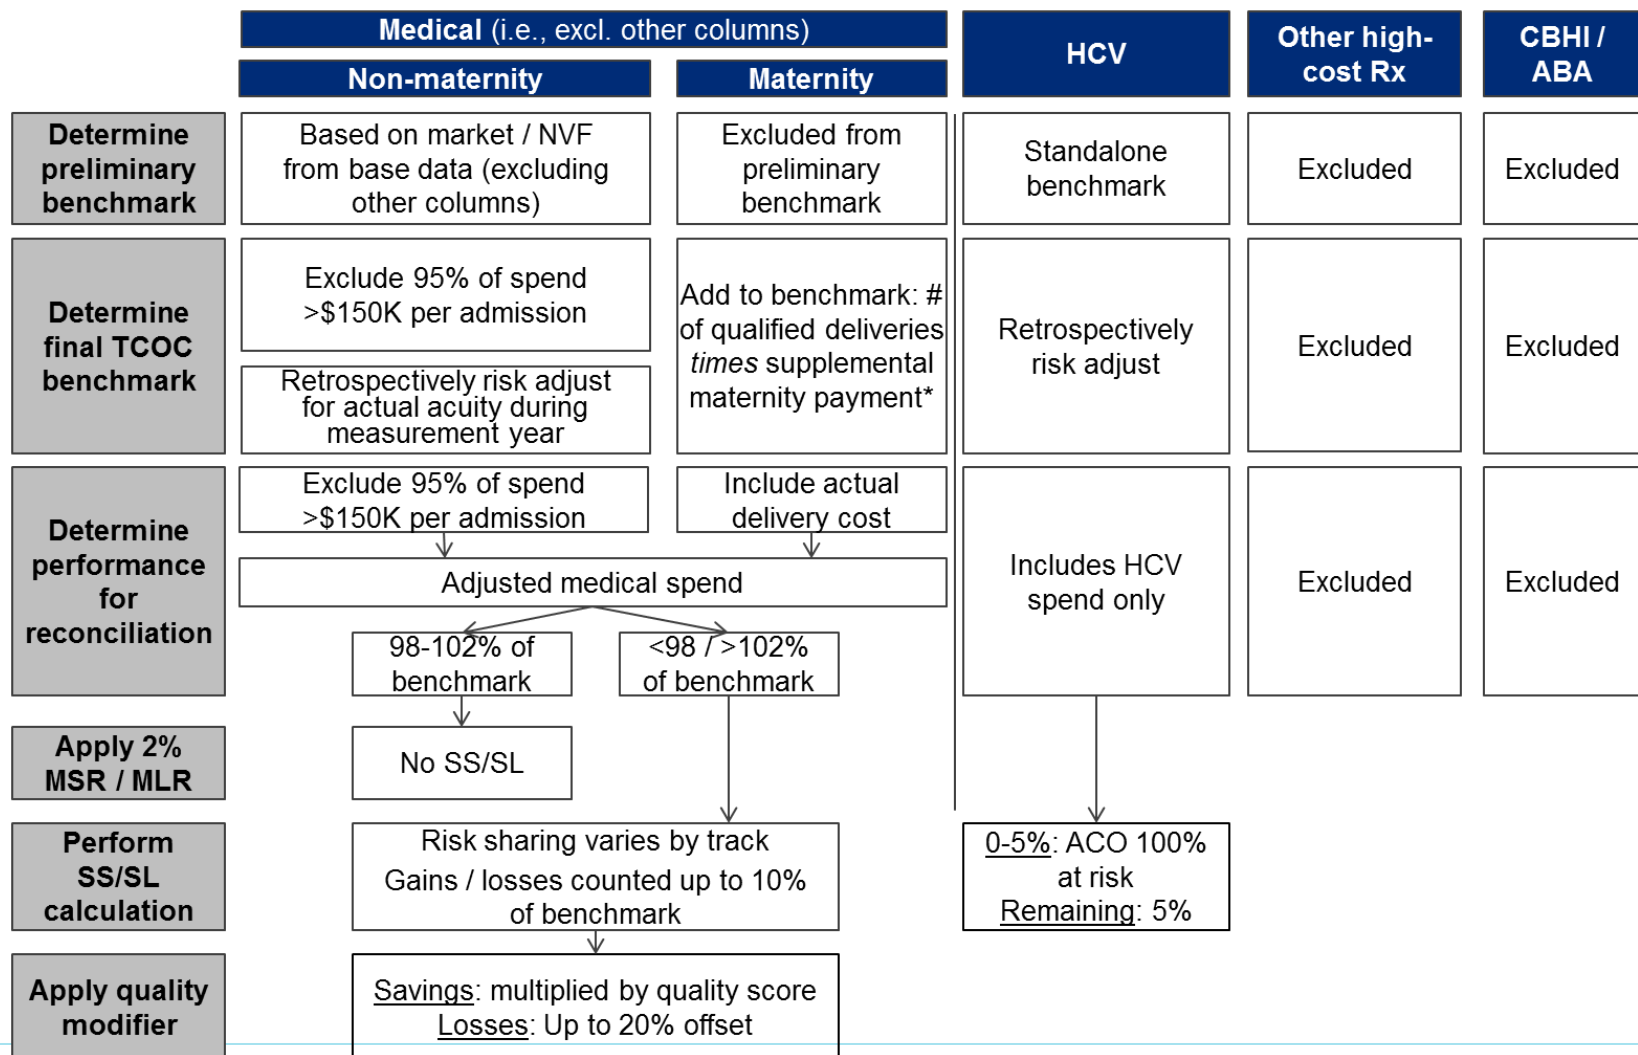 Medical (i.e., excl. other columns)
Non-maternity
Maternity
HCV
Other high-
cost Rx
CBHI /
ABA
Determine
preliminary
benchmark
Based on market / NVF
from base data (excluding
other columns)
Excluded from
preliminary
benchmark
Standalone
benchmark
Excluded
Excluded
Determine
final TCOC
benchmark
Exclude 95% of spend
>$150K per admission
Retrospectively risk adjust
for actual acuity during
measurement year
Add to benchmark: #
of qualified deliveries
times supplemental
maternity payment*
Retrospectively
risk adjust
Excluded
Excluded
Determine
performance
for
reconciliation
Exclude 95% of spend
>$150K per admission
Include actual
delivery cost
Adjusted medical spend
98-102% of
benchmark
<98 / >102%
of benchmark
Includes HCV
spend only
Excluded
Excluded
Apply 2%
MSR / MLR
No SS/SL
Perform
SS/SL
calculation
Risk sharing varies by track
Gains / losses counted up to 10%
of benchmark
0-5%: ACO 100%
at risk
Remaining: 5%
Apply quality
modifier
Savings: multiplied by quality score
Losses: Up to 20% offset